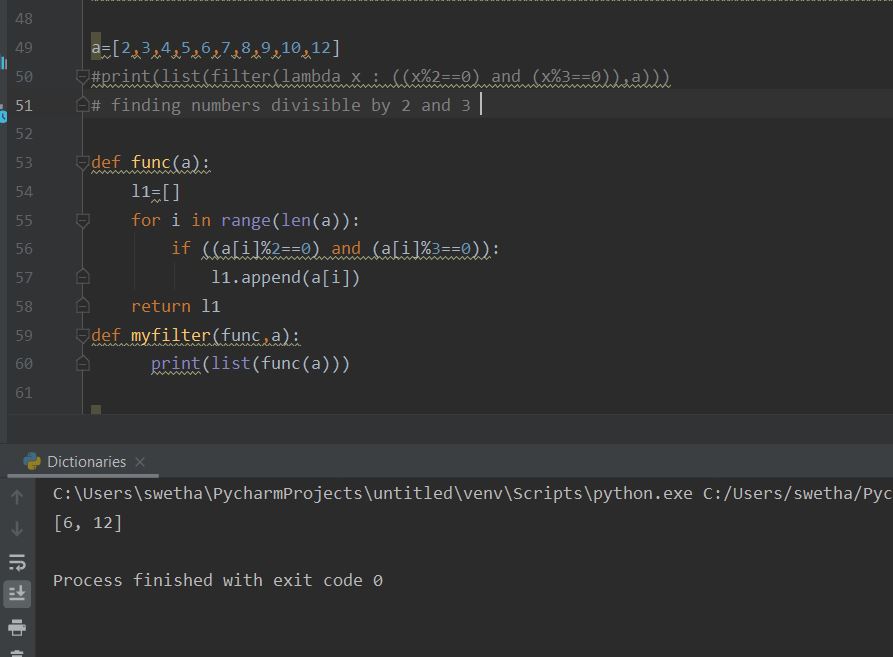 48
49 a=[2,3,4,5,6,7,8,9,10,12]
50 #print(list(filter(lambda x : ((x%2==0) and (x%3==0)),a)))
51 # finding numbers divisible by 2 and 3
52
53 def func(a):
54     l1=[]
55     for i in range(len(a)):
56         if ((a[i]%2==0) and (a[i]%3==0)):
57             l1.append(a[i])
58     return l1
59 def myfilter(func,a):
60       print(list(func(a)))
61
Dictionaries
C:\Users\swetha\PycharmProjects\untitled\venv\Scripts\python.exe C:/Users/swetha/Pyc
[6, 12]
Process finished with exit code 0